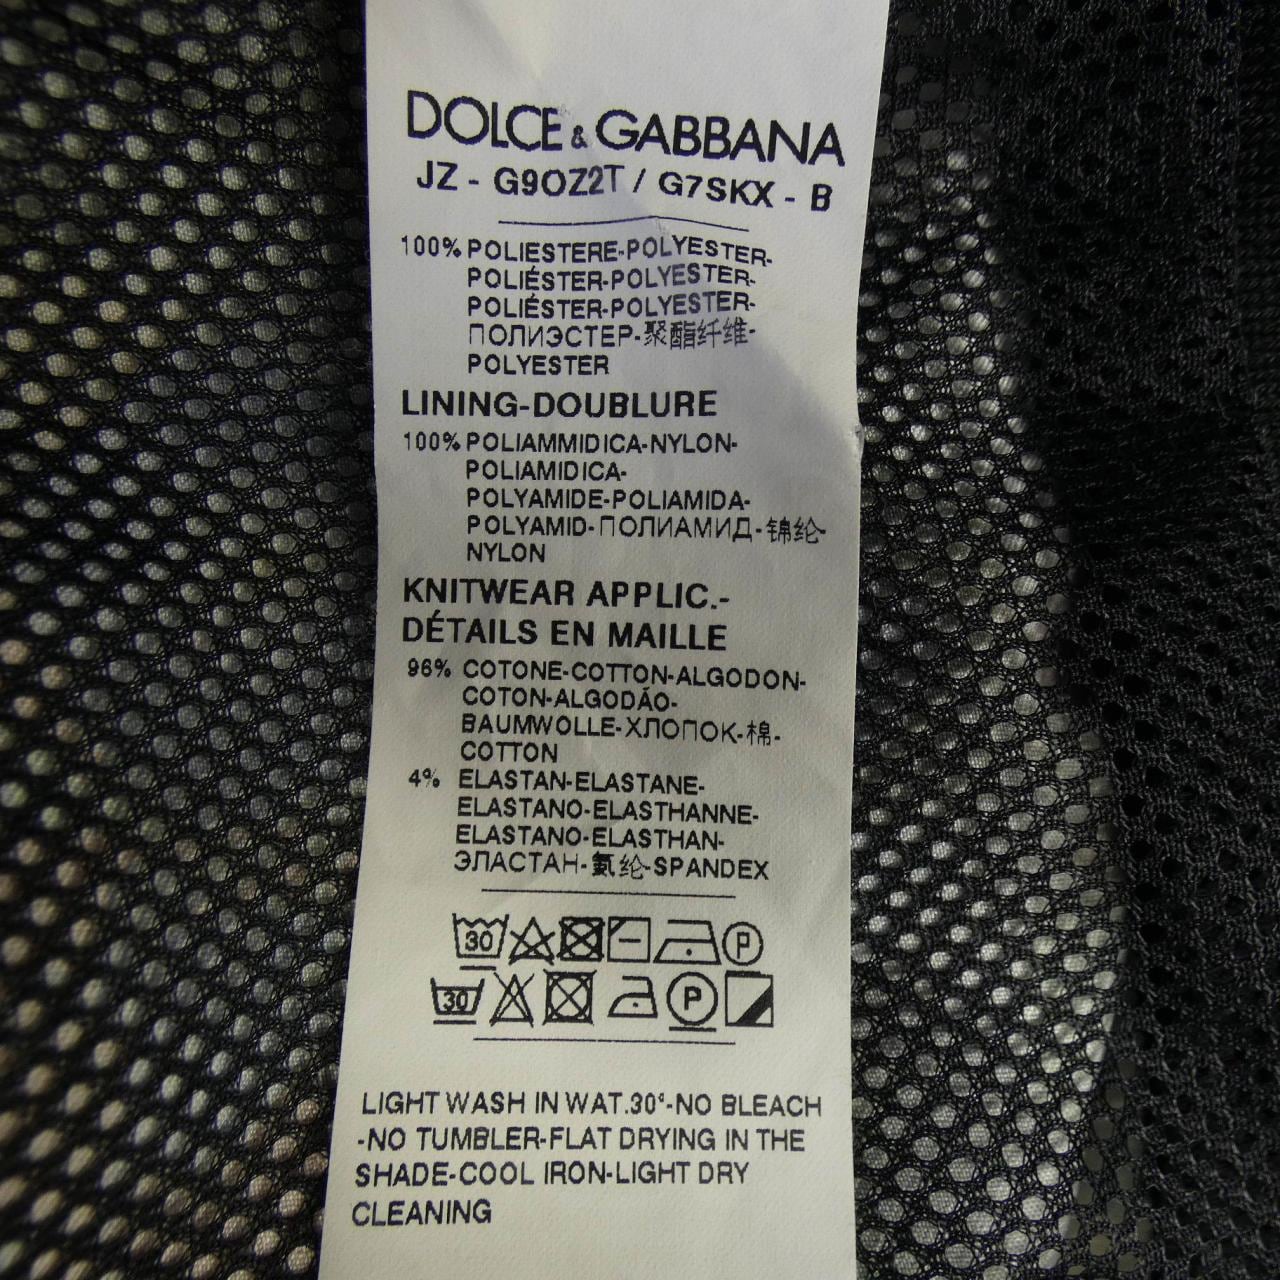 DOLCE & GABBANA
JZ - G9OZ2T / G7SKX - B
100% POLIESTERE-POLYESTER-
POLIÉSTER-POLYESTER-
POLIÉSTER-POLYESTER-
ПОЛИЭСТЕР-聚酯纤维-
POLYESTER
LINING-DOUBLURE
100% POLIAMMIDICA-NYLON-
POLIAMIDICA-
POLYAMIDE-POLIAMIDA-
POLYAMID-ПОЛИАМИД-锦纶-
NYLON
KNITWEAR APPLIC.-
DÉTAILS EN MAILLE
96% COTONE-COTTON-ALGODON-
COTON-ALGODÃO-
BAUMWOLLE-ХЛОПОК-棉-
COTTON
4% ELASTAN-ELASTANE-
ELASTANO-ELASTHANNE-
ELASTANO-ELASTHAN-
ЭЛАСТАН-氨纶-SPANDEX
30 P
30 P
LIGHT WASH IN WAT.30°-NO BLEACH
-NO TUMBLER-FLAT DRYING IN THE
SHADE-COOL IRON-LIGHT DRY
CLEANING